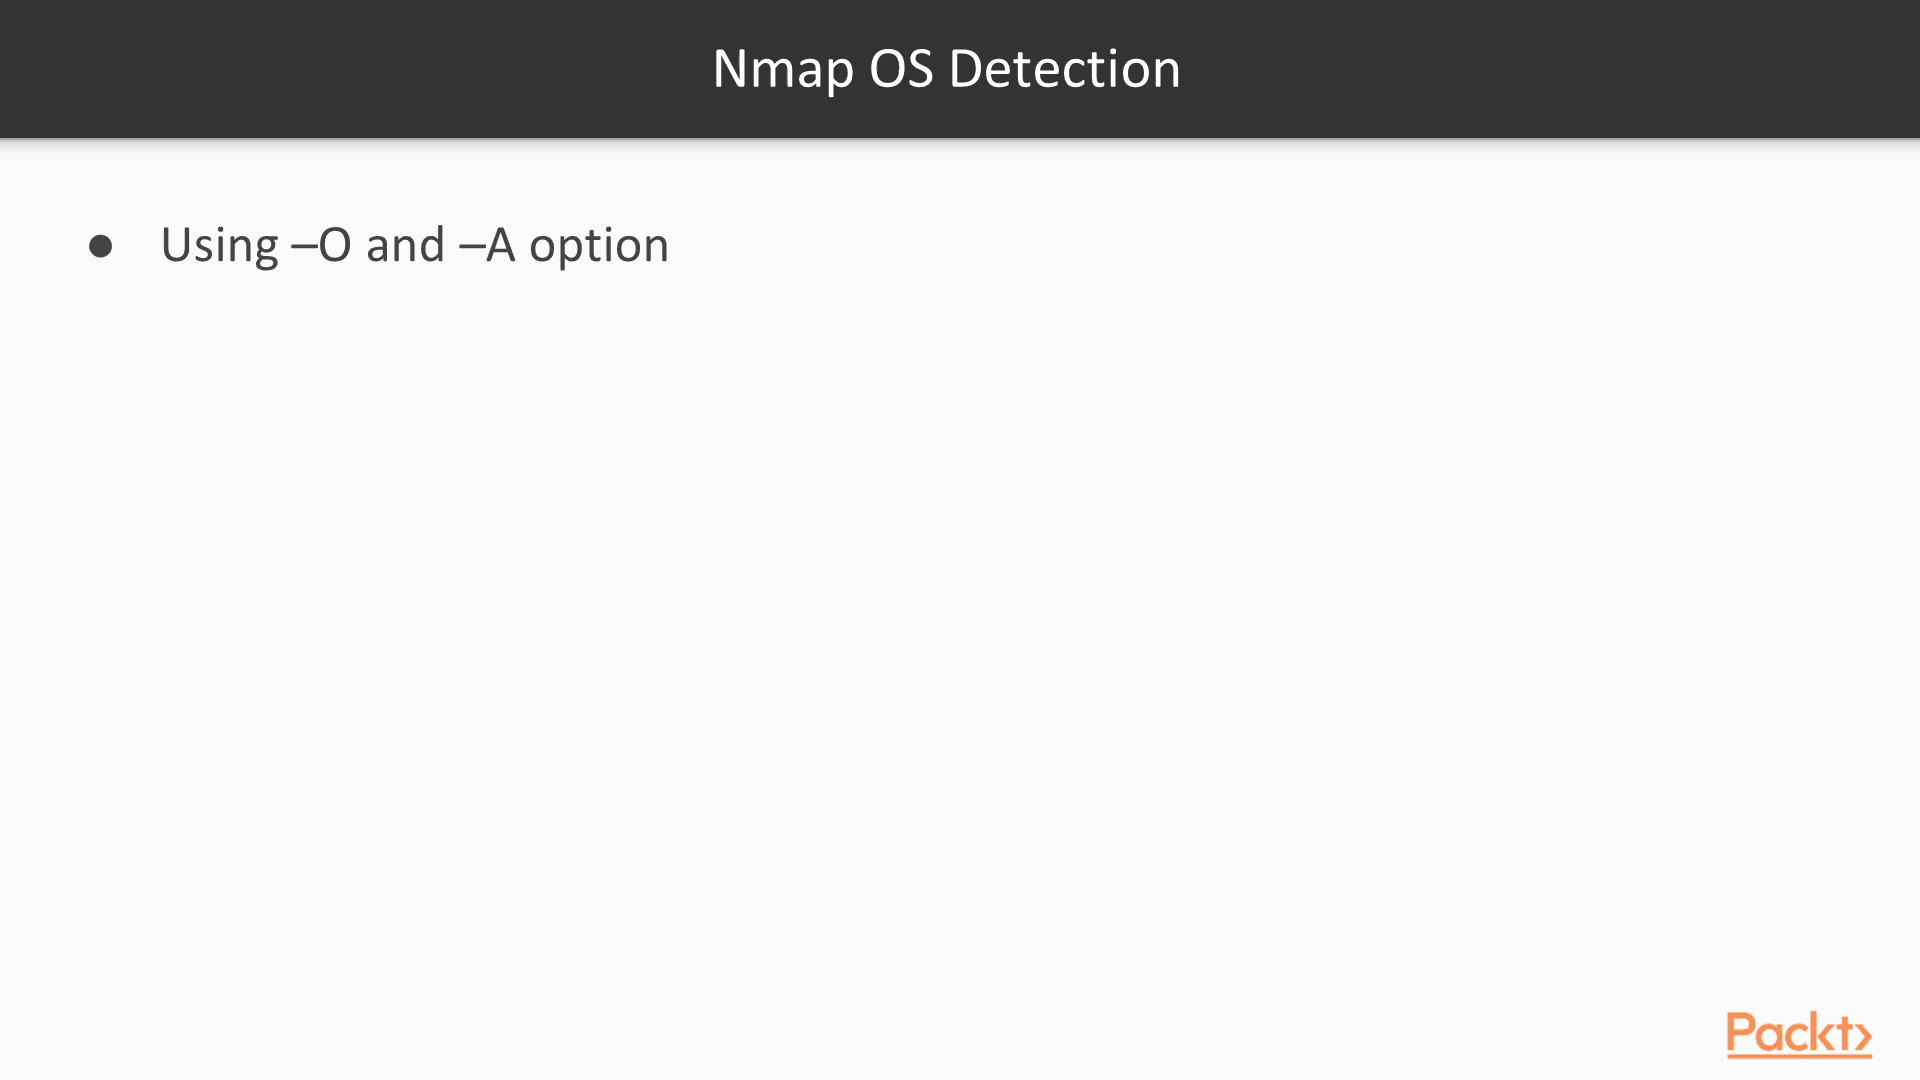 Nmap OS Detection
● Using –O and –A option
Packt>